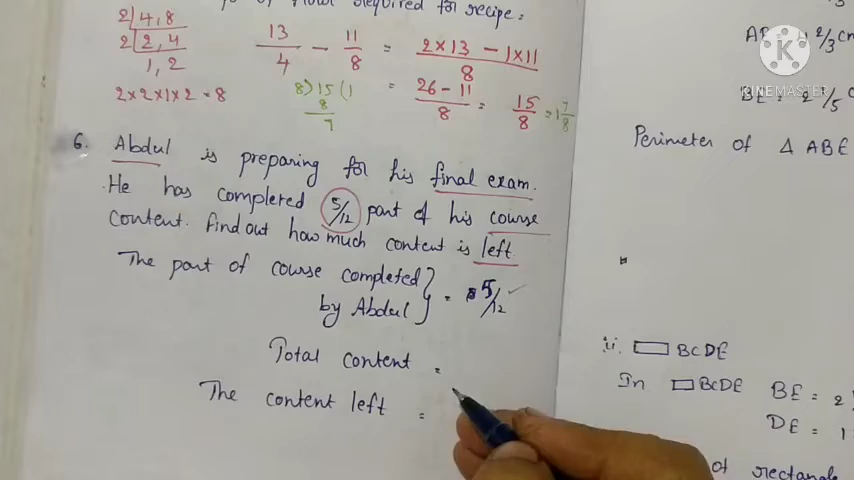 Flour required for recipe =
2 4, 8
2 2, 4
1, 2
2 x 2 x 1 x 2 = 8
13/4 - 11/8 = 2 x 13 - 1 x 11 / 8
= 26 - 11 / 8 = 15/8 = 1 7/8
8) 15 (1
8
7
6. Abdul is preparing for his final exam.
He has completed 5/12 part of his course
content. find out how much content is left.
The part of course completed
by Abdul } = 5/12 ✓
Total content =
The content left =
2/3 cm
BE = 2 1/5 c
Perimeter of Δ ABE
ii. ▭ BCDE
In ▭ BCDE BE = 2
DE = 1
of rectangle
KINEMASTER